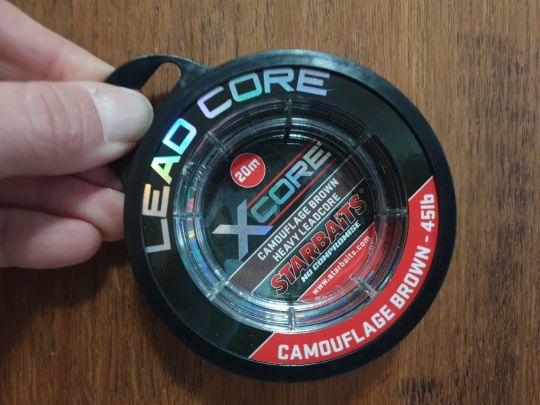 LEAD CORE
20m
XCORE
CAMOUFLAGE BROWN
HEAVY LEADCORE
STARBAITS
NO COMPROMISE
www.starbaits.com
CAMOUFLAGE BROWN - 45lb